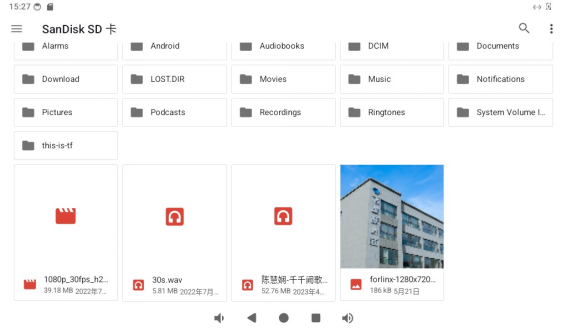 15:27
SanDisk SD 卡
Alarms
Android
Audiobooks
DCIM
Documents
Download
LOST.DIR
Movies
Music
Notifications
Pictures
Podcasts
Recordings
Ringtones
System Volume I...
this-is-tf
1080p_30fps_h2...
39.18 MB 2022年7...
30s.wav
5.81 MB 2022年7月...
陈慧娴-千千阙歌...
52.76 MB 2023年4...
forlinx-1280x720...
186 kB 5月21日